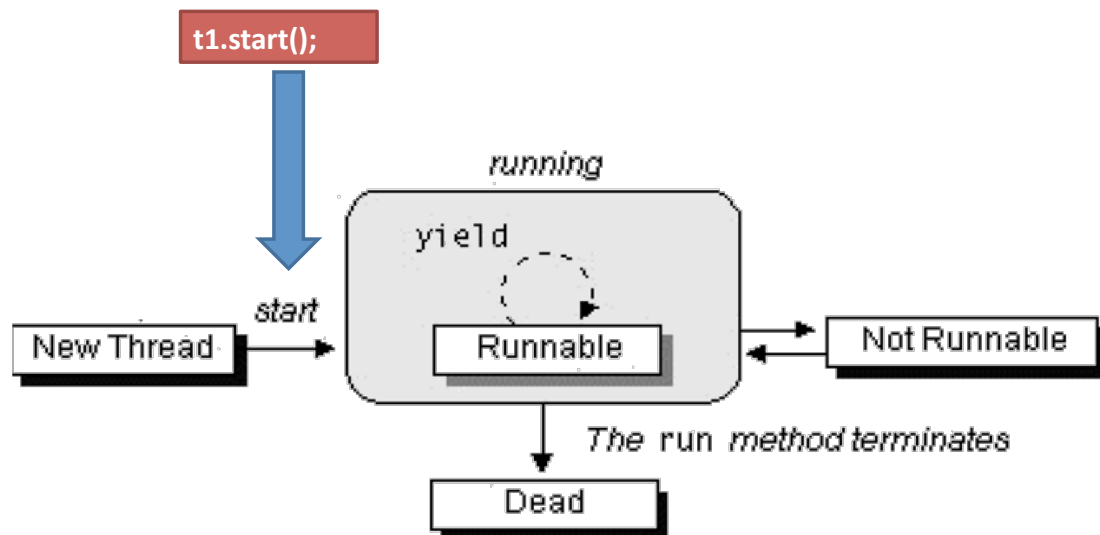 t1.start();
running
yield
start
New Thread
Runnable
Not Runnable
The run method terminates
Dead